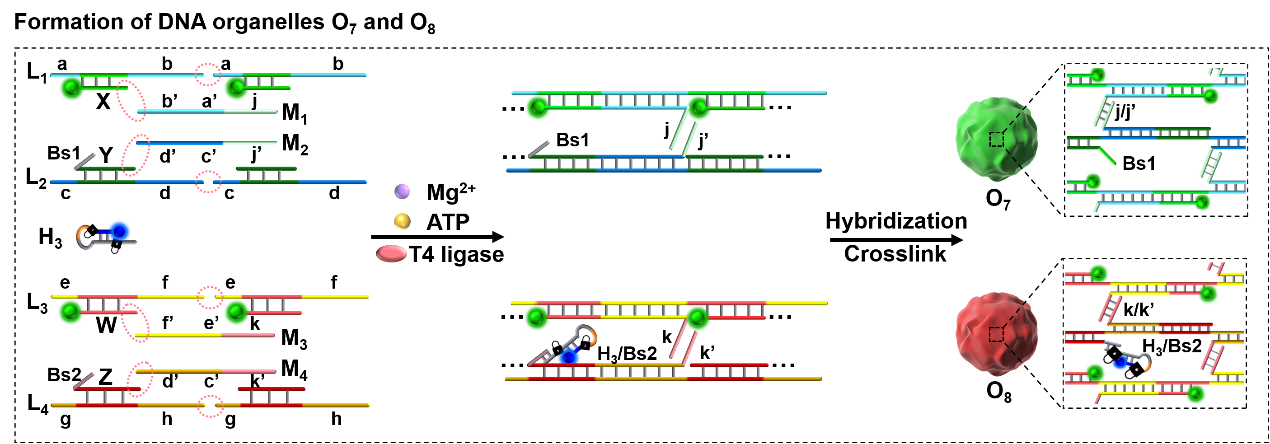 Formation of DNA organelles O₇ and O₈
a b a b
L₁
X
b' a' j
M₁
M₂
Bs1 Y d' c' j'
L₂
c d c d
H₃
e f e f
L₃
W
f' e' k
M₃
M₄
Bs2 Z d' c' k'
L₄
g h g h
Mg²⁺
ATP
T4 ligase
... ...
j j'
... Bs1 ...
... ...
k k'
H₃/Bs2
... ...
Hybridization
Crosslink
O₇
j/j'
Bs1
O₈
k/k'
H₃/Bs2